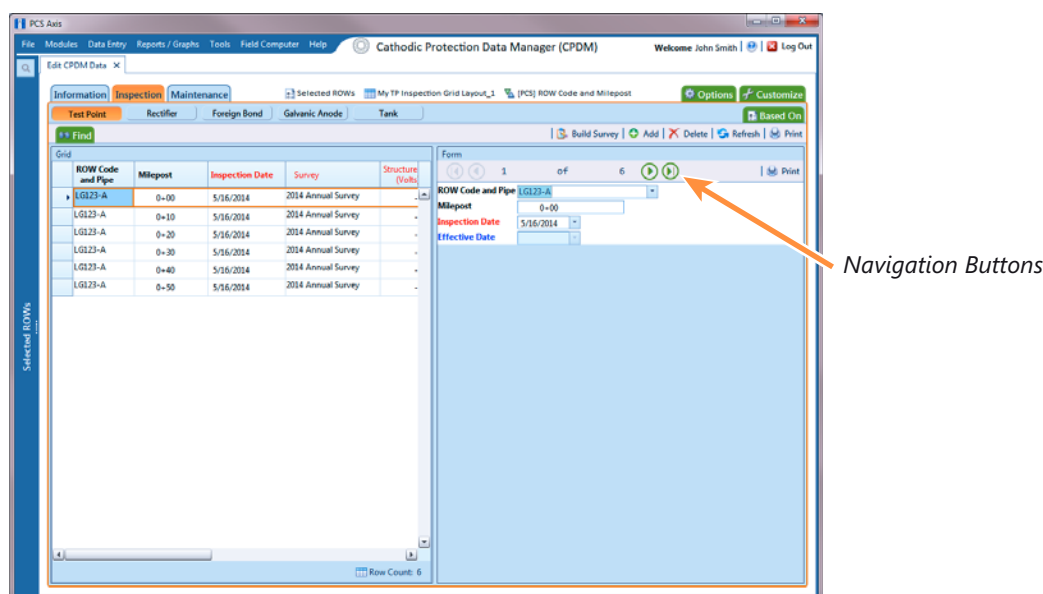 PCS Axis
File Modules Data Entry Reports / Graphs Tools Field Computer Help Cathodic Protection Data Manager (CPDM) Welcome John Smith | | Log Out
Edit CPDM Data ×
Information Inspection Maintenance Selected ROWs My TP Inspection Grid Layout_1 [PCS] ROW Code and Milepost Options Customize
Test Point Rectifier Foreign Bond Galvanic Anode Tank Based On
Find | Build Survey | Add | Delete | Refresh | Print
Grid Form
1 of 6 | Print
ROW Code and Pipe Milepost Inspection Date Survey Structure (Volts
LG123-A 0+00 5/16/2014 2014 Annual Survey -
LG123-A 0+10 5/16/2014 2014 Annual Survey -
LG123-A 0+20 5/16/2014 2014 Annual Survey -
LG123-A 0+30 5/16/2014 2014 Annual Survey -
LG123-A 0+40 5/16/2014 2014 Annual Survey -
LG123-A 0+50 5/16/2014 2014 Annual Survey -
ROW Code and Pipe LG123-A
Milepost 0+00
Inspection Date 5/16/2014
Effective Date
Navigation Buttons
Selected ROWs
Row Count: 6